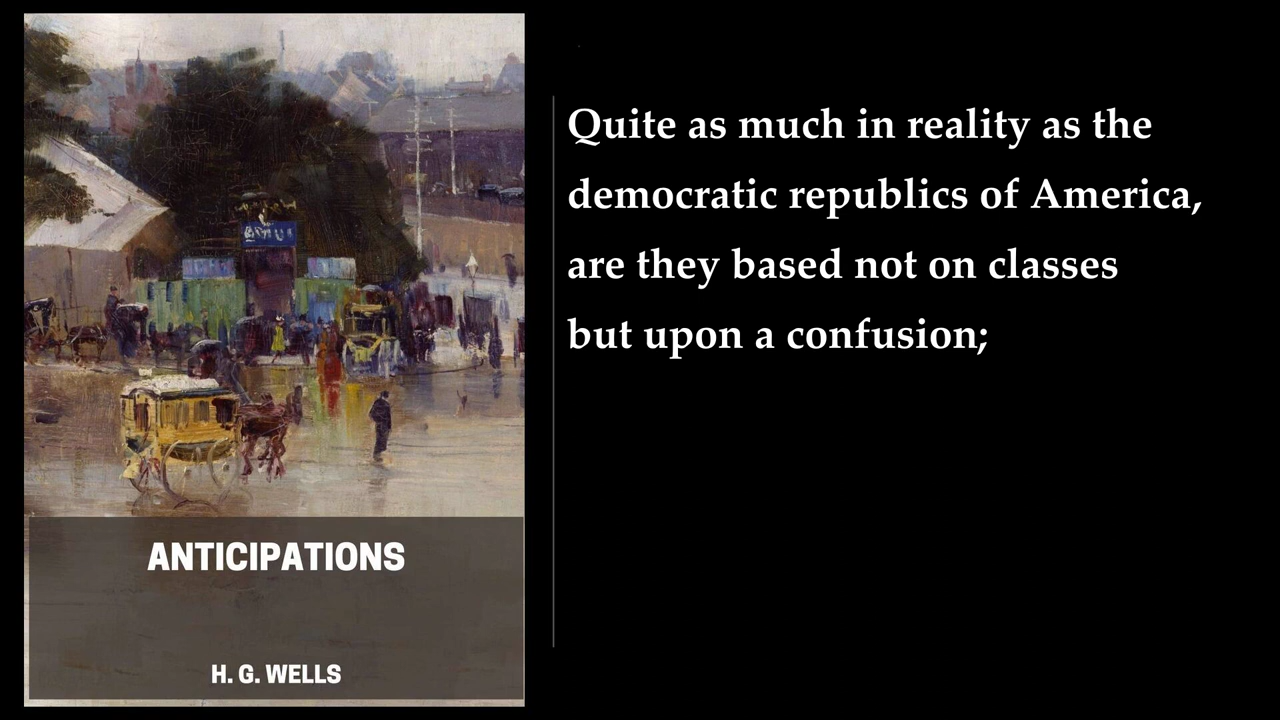 Quite as much in reality as the
democratic republics of America,
are they based not on classes
but upon a confusion;
ANTICIPATIONS
H. G. WELLS